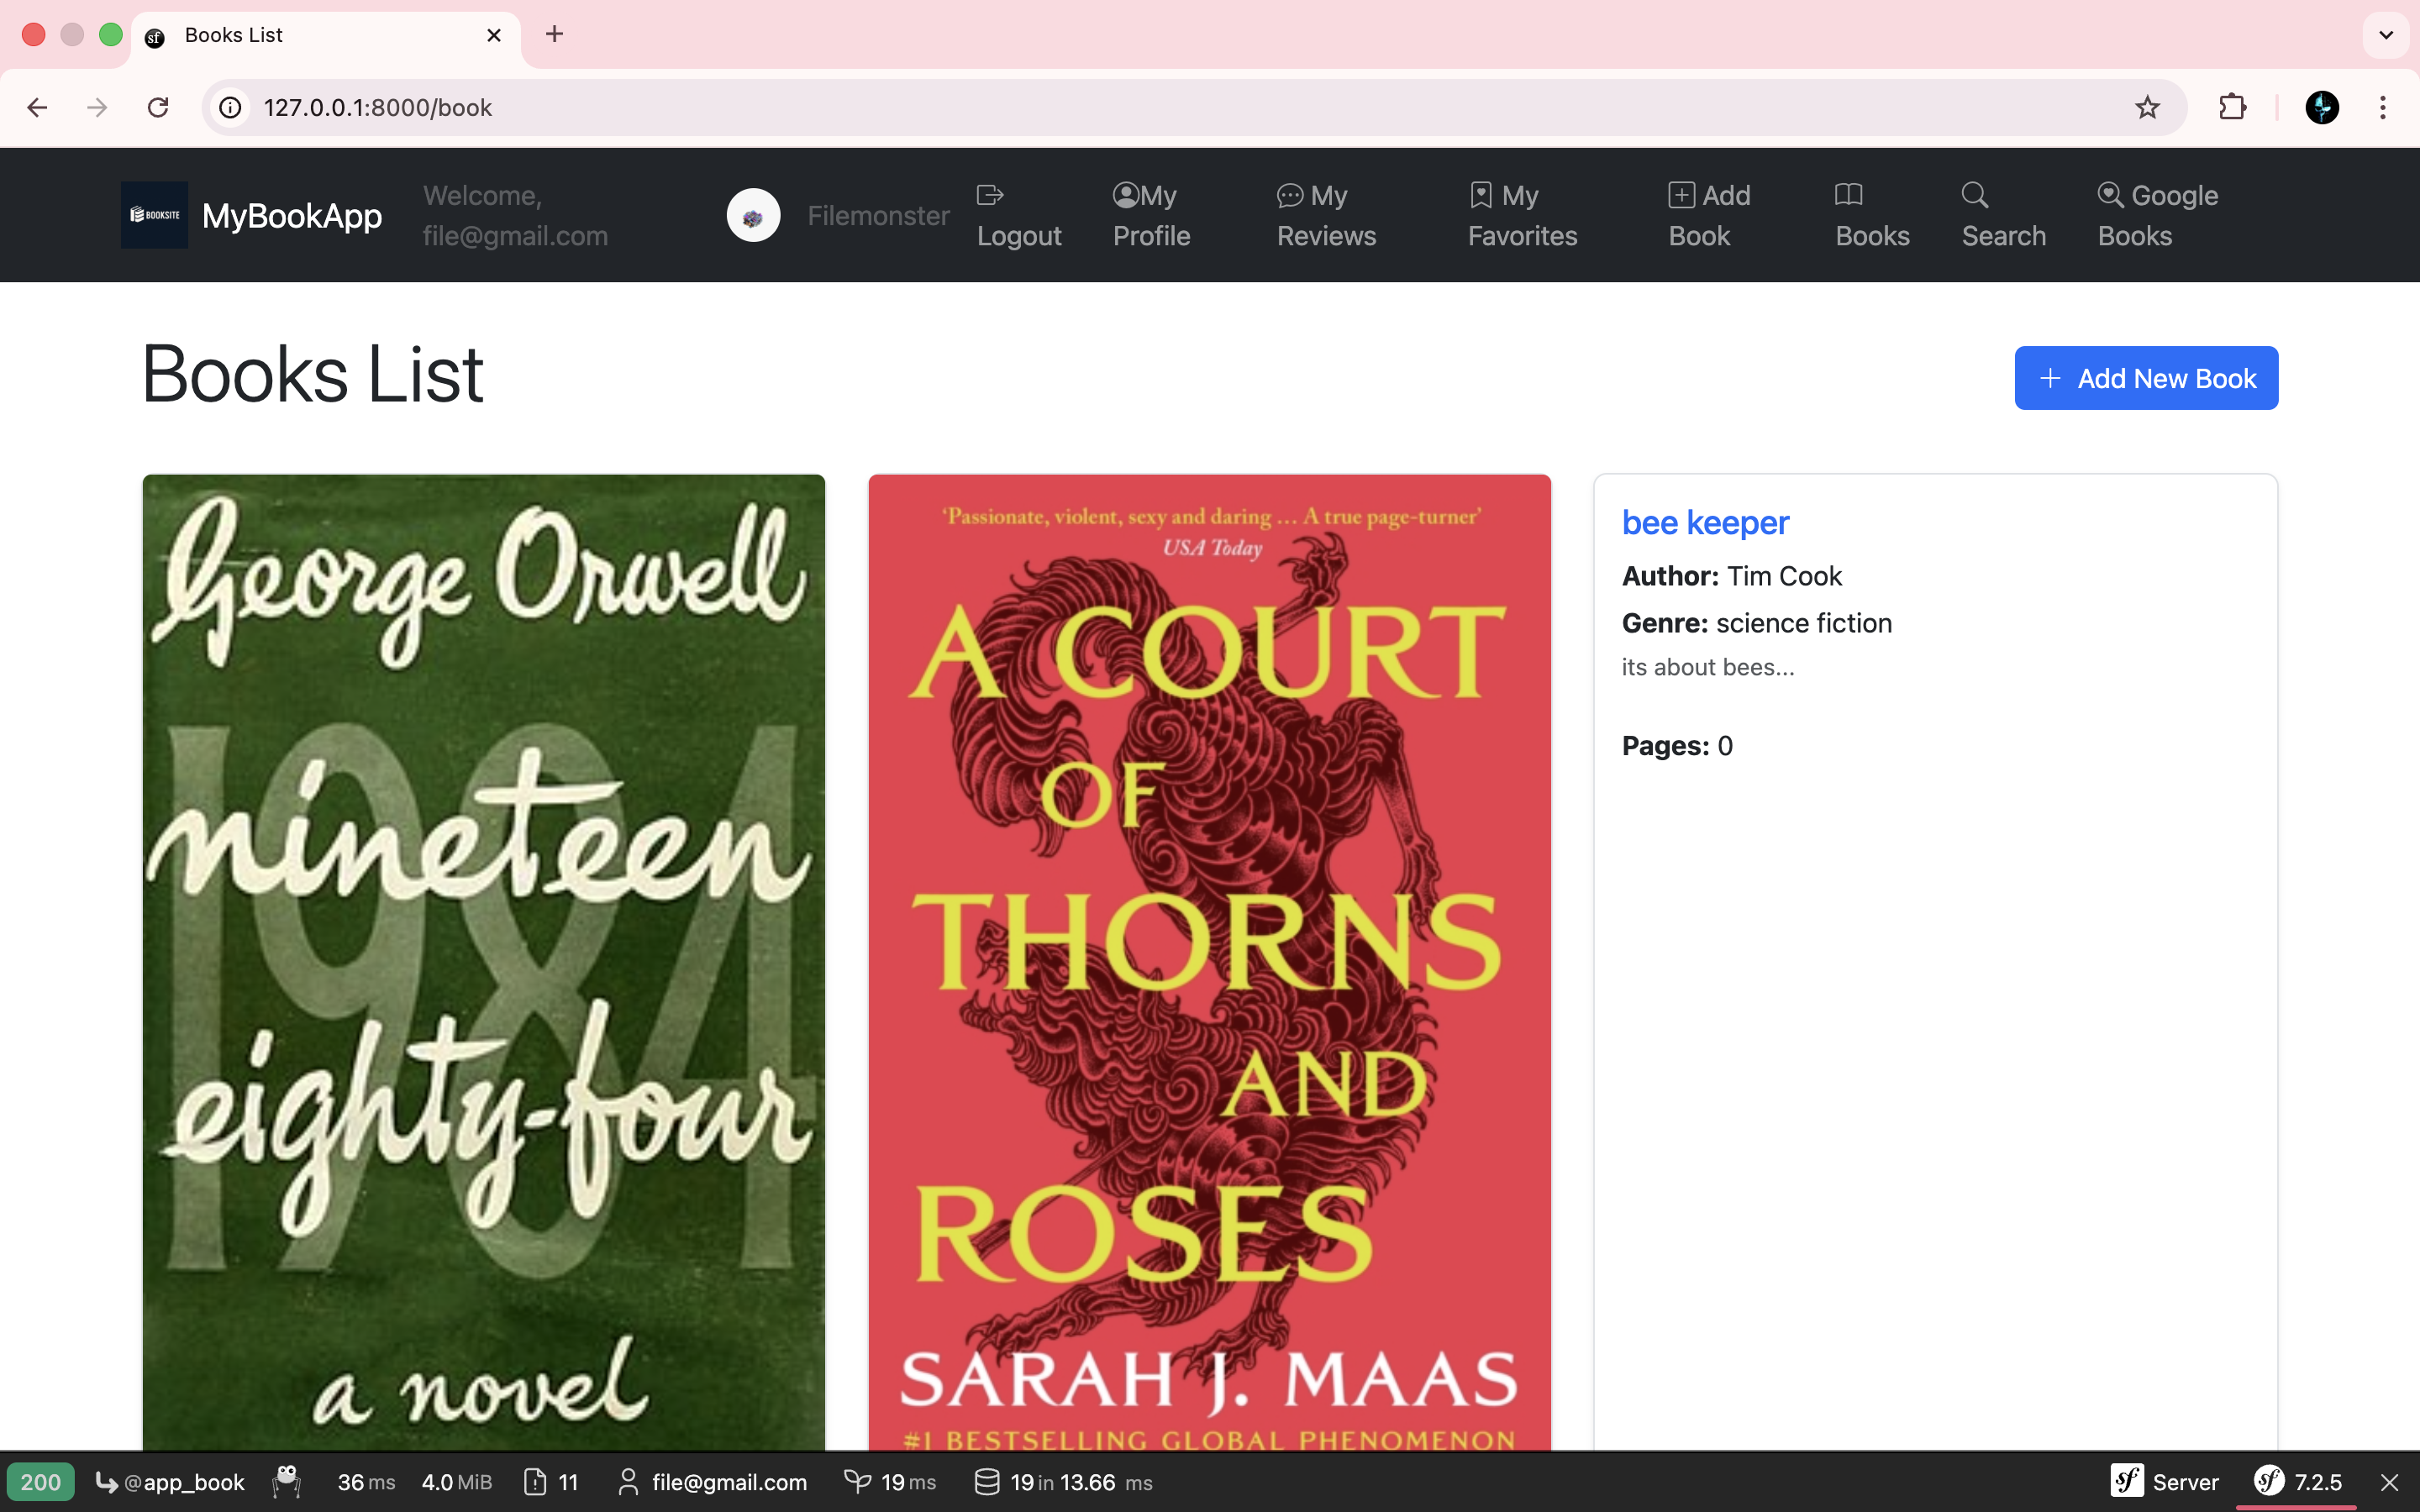 Books List
127.0.0.1:8000/book
BOOKSITE
MyBookApp
Welcome,
file@gmail.com
Filemonster
Logout
My
Profile
My
Reviews
My
Favorites
Add
Book
Books
Search
Google
Books
Books List
Add New Book
George Orwell
1984
nineteen
eighty-four
a novel
‘Passionate, violent, sexy and daring ... A true page-turner’
USA Today
A COURT
OF
THORNS
AND
ROSES
SARAH J. MAAS
#1 BESTSELLING GLOBAL PHENOMENON
bee keeper
Author: Tim Cook
Genre: science fiction
its about bees...
Pages: 0
200 @app_book 36 ms 4.0 MiB 11 file@gmail.com 19 ms 19 in 13.66 ms sf Server sf 7.2.5